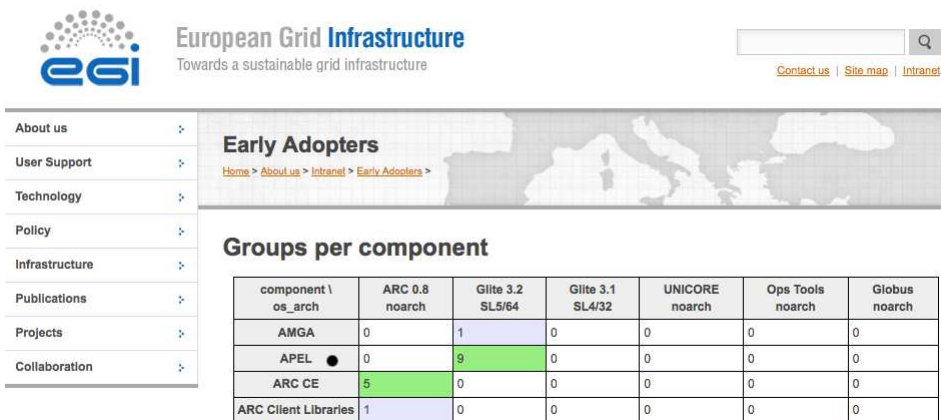 egi
European Grid Infrastructure
Towards a sustainable grid infrastructure
Contact us | Site map | Intranet
About us
User Support
Technology
Policy
Infrastructure
Publications
Projects
Collaboration
Early Adopters
Home > About us > Intranet > Early Adopters >
Groups per component
component \ os_arch ARC 0.8 noarch Glite 3.2 SL5/64 Glite 3.1 SL4/32 UNICORE noarch Ops Tools noarch Globus noarch
AMGA 0 1 0 0 0 0
APEL 0 9 0 0 0 0
ARC CE 5 0 0 0 0 0
ARC Client Libraries 1 0 0 0 0 0